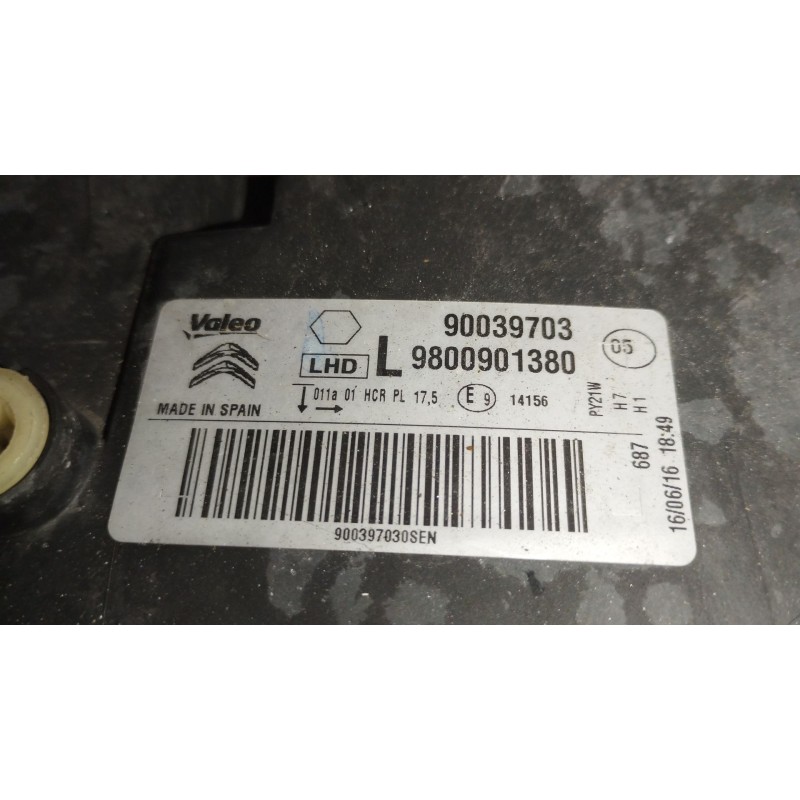 Valeo
90039703
05
LHD L 9800901380
011a 01 HCR PL 17,5 E 9 14156
MADE IN SPAIN
PY21W
H7
H1
687
16/06/16 18:49
900397030SEN